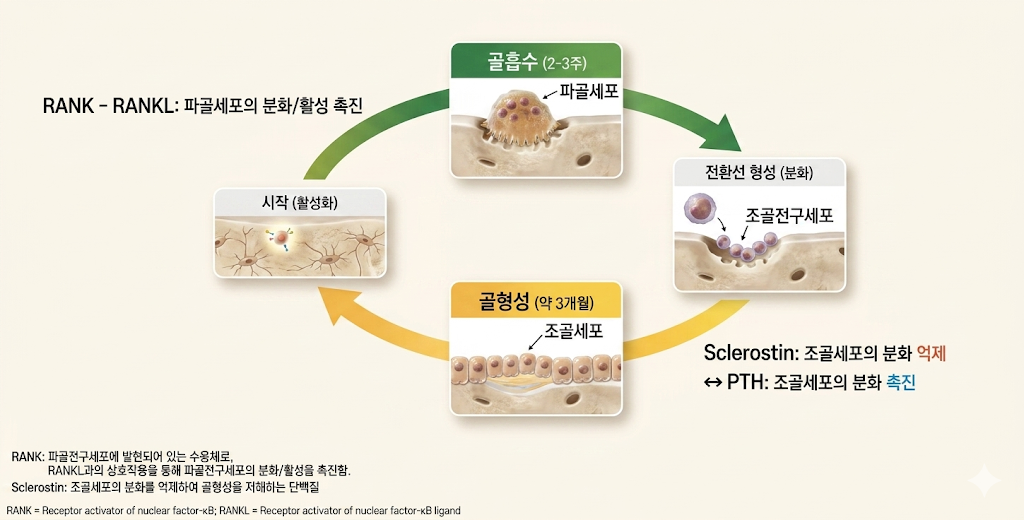 골흡수 (2-3주)
파골세포
RANK – RANKL: 파골세포의 분화/활성 촉진
전환선 형성 (분화)
조골전구세포
시작 (활성화)
골형성 (약 3개월)
조골세포
Sclerostin: 조골세포의 분화 억제
↔ PTH: 조골세포의 분화 촉진
RANK: 파골전구세포에 발현되어 있는 수용체로,
RANKL과의 상호작용을 통해 파골전구세포의 분화/활성을 촉진함.
Sclerostin: 조골세포의 분화를 억제하여 골형성을 저해하는 단백질
RANK = Receptor activator of nuclear factor-κB; RANKL = Receptor activator of nuclear factor-κB ligand